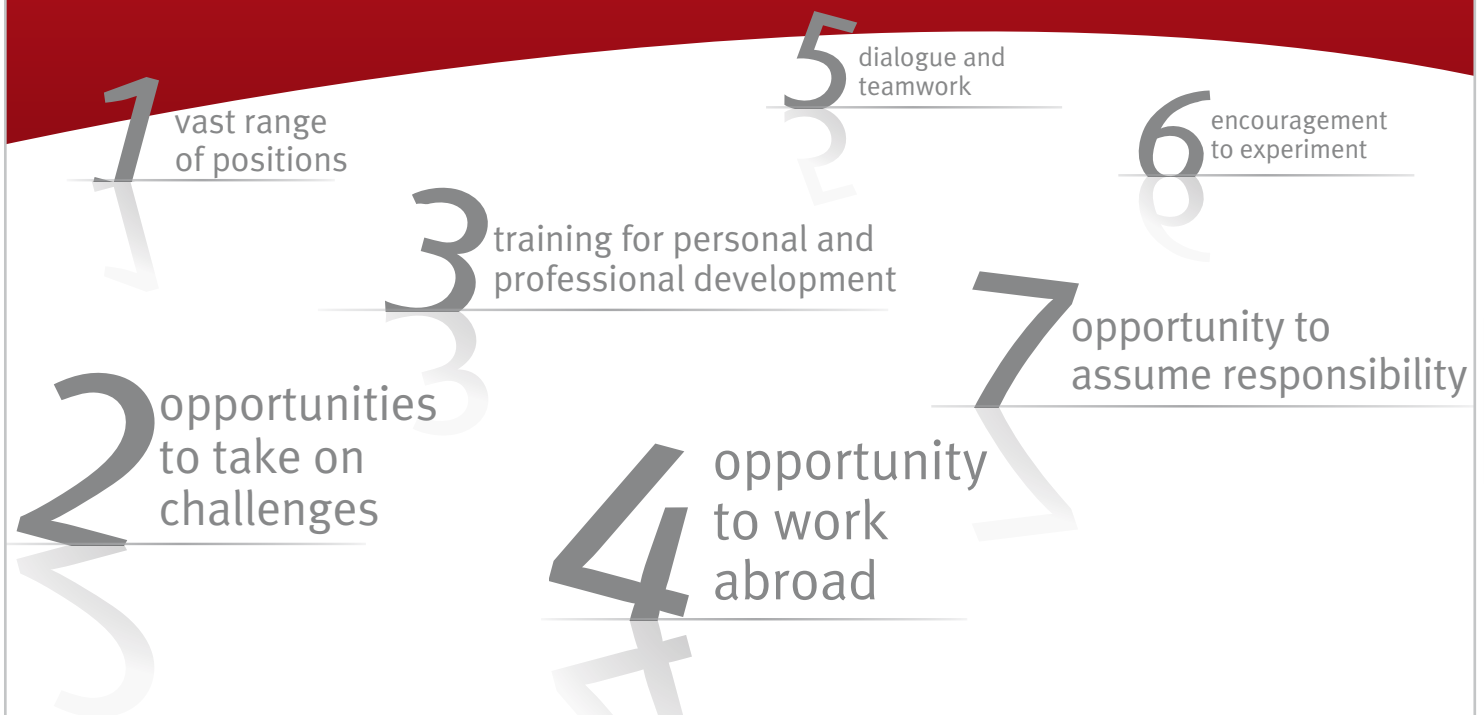 1
vast range
of positions
2
opportunities
to take on
challenges
3
training for personal and
professional development
4
opportunity
to work
abroad
5
dialogue and
teamwork
6
encouragement
to experiment
7
opportunity to
assume responsibility